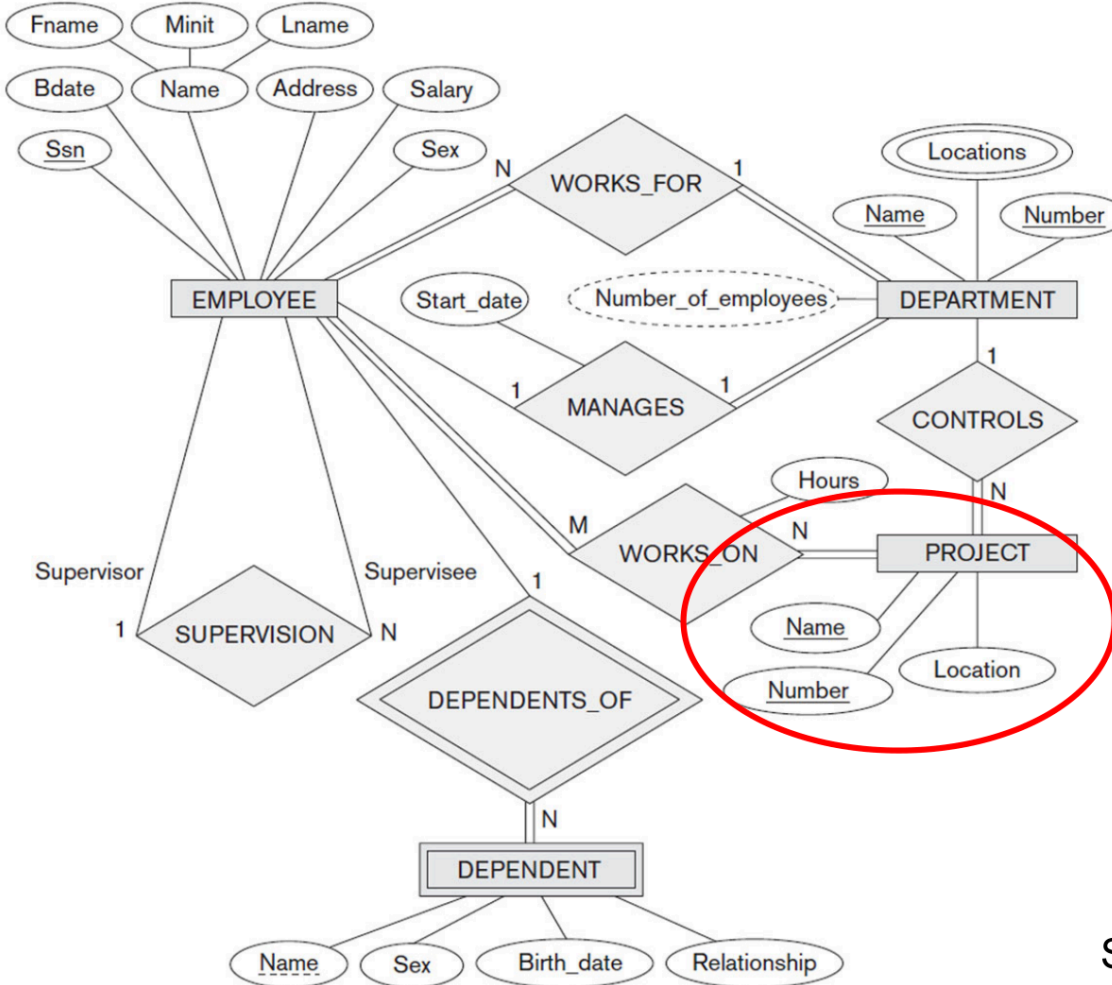 Fname Minit Lname
Bdate Name Address Salary
Ssn Sex
N WORKS_FOR 1
Locations
Name Number
EMPLOYEE Start_date Number_of_employees DEPARTMENT
1 MANAGES 1
1
CONTROLS
N
Hours
M WORKS_ON N PROJECT
Supervisor Supervisee 1
1 SUPERVISION N
Name
Number Location
DEPENDENTS_OF
N
DEPENDENT
Name Sex Birth_date Relationship
S